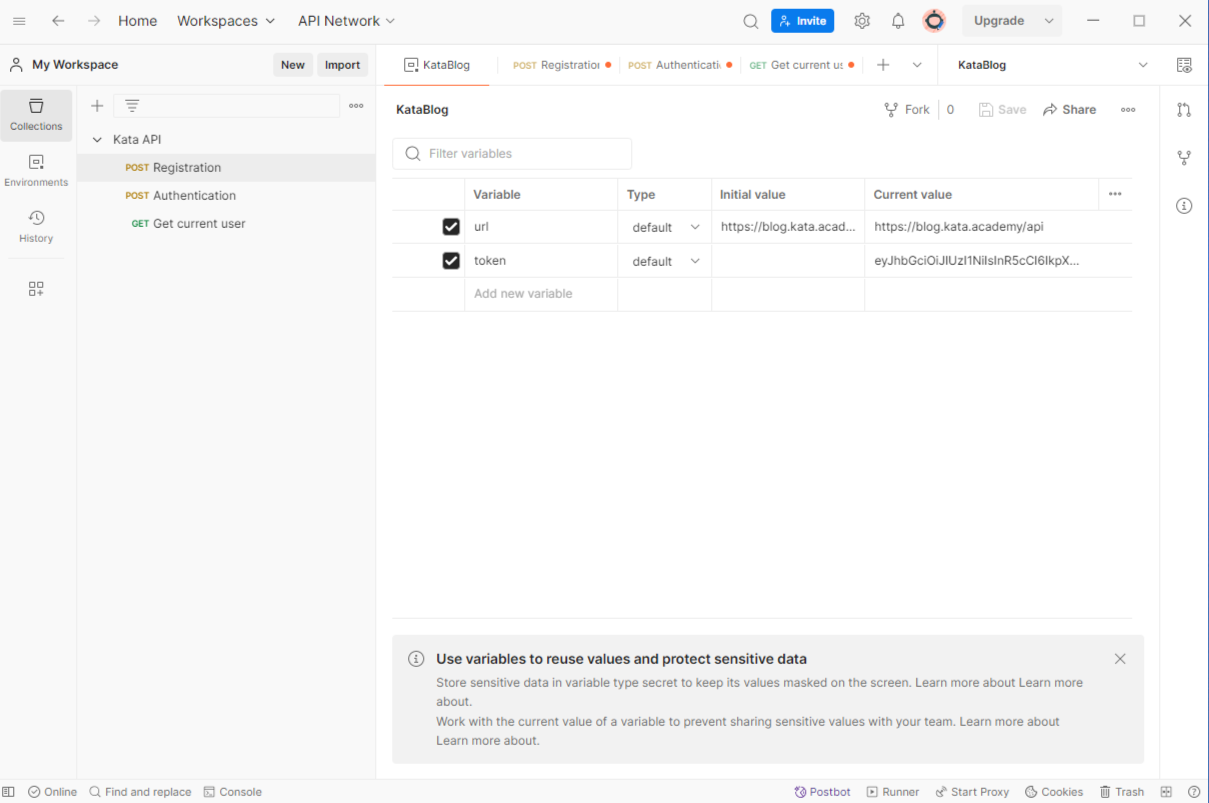 Home Workspaces API Network Invite Upgrade
My Workspace New Import KataBlog POST Registration POST Authenticati GET Get current us KataBlog
Collections
Environments
History
Kata API
POST Registration
POST Authentication
GET Get current user
KataBlog Fork 0 Save Share
Filter variables
Variable Type Initial value Current value
url default https://blog.kata.acad... https://blog.kata.academy/api
token default eyJhbGciOiJIUzI1NiIsInR5cCI6IkpX...
Add new variable
Use variables to reuse values and protect sensitive data
Store sensitive data in variable type secret to keep its values masked on the screen. Learn more about Learn more
about.
Work with the current value of a variable to prevent sharing sensitive values with your team. Learn more about
Learn more about.
Online Find and replace Console Postbot Runner Start Proxy Cookies Trash